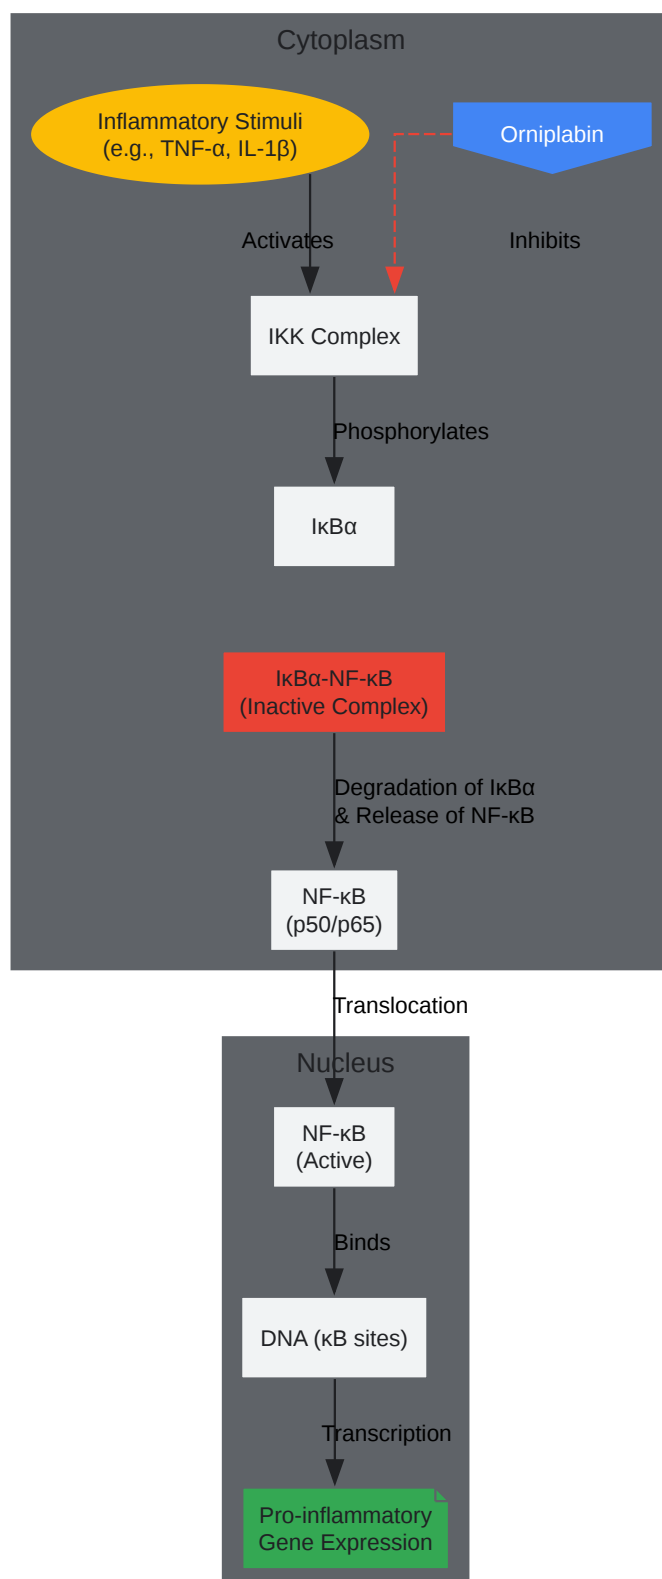 Cytoplasm
Inflammatory Stimuli
(e.g., TNF-α, IL-1β)
Orniplabin
Activates
Inhibits
IKK Complex
Phosphorylates
IκBα
IκBα-NF-κB
(Inactive Complex)
Degradation of IκBα
& Release of NF-κB
NF-κB
(p50/p65)
Translocation
Nucleus
NF-κB
(Active)
Binds
DNA (κB sites)
Transcription
Pro-inflammatory
Gene Expression